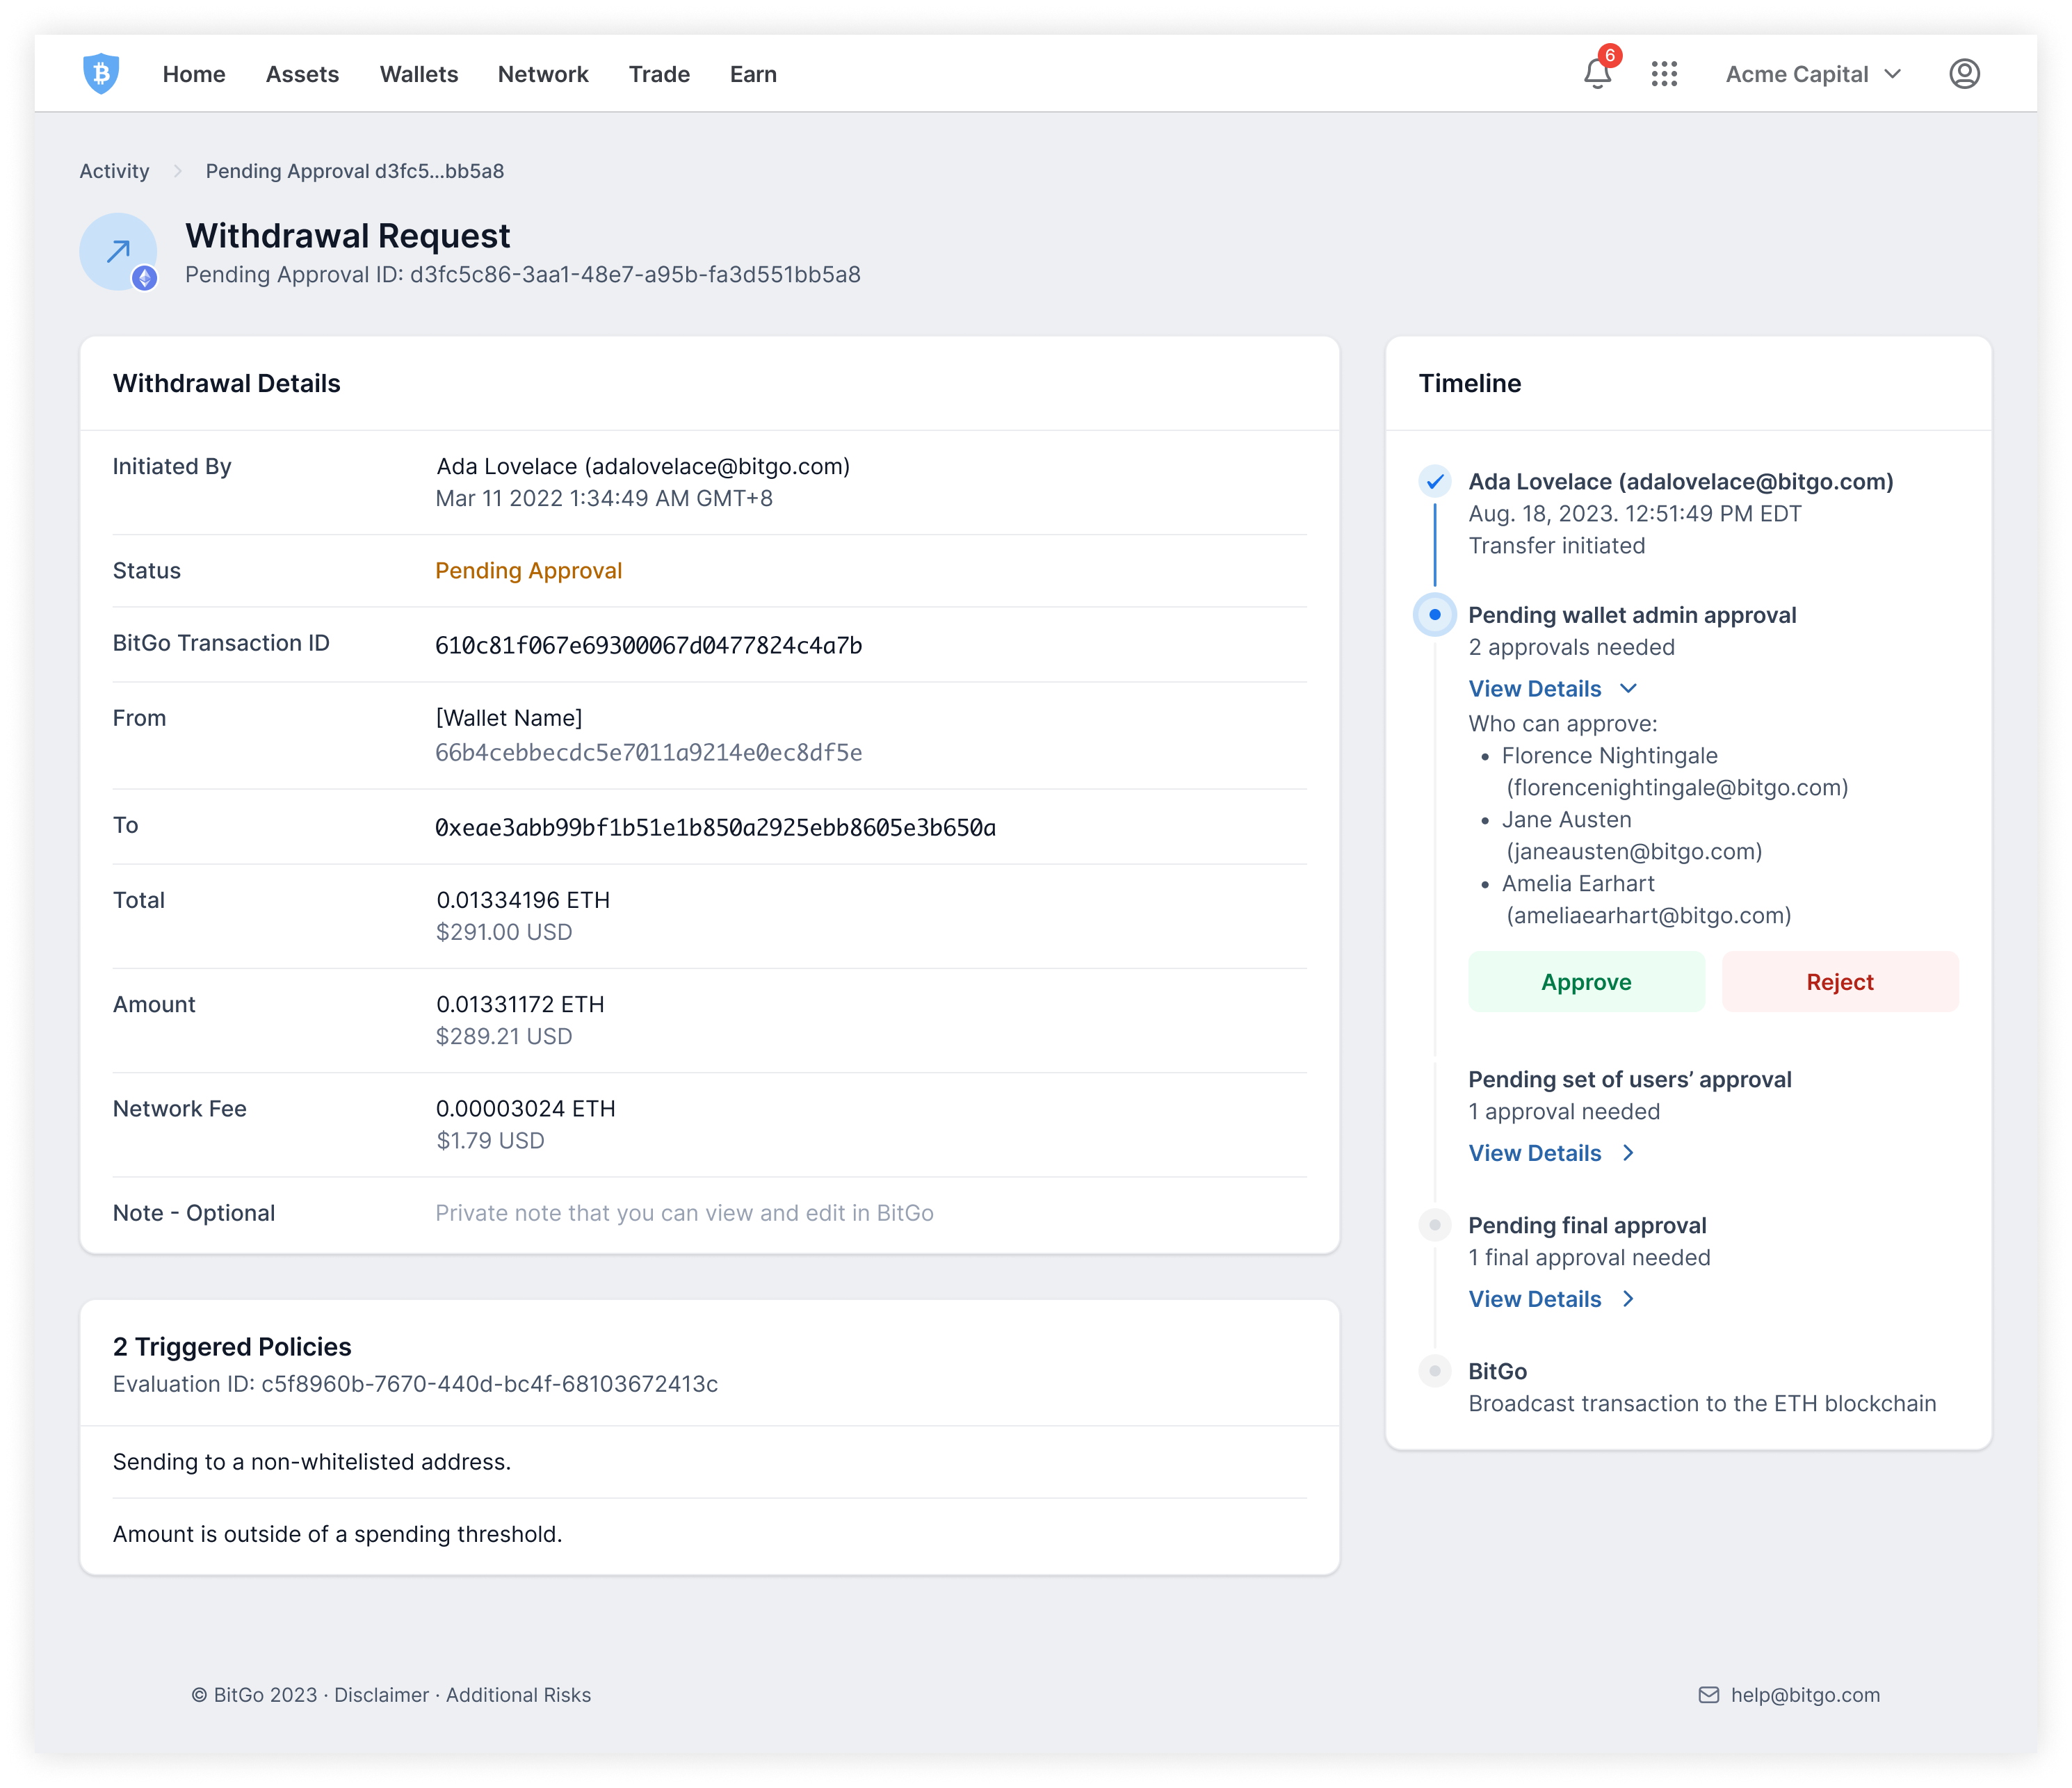 Home Assets Wallets Network Trade Earn 6 Acme Capital
Activity Pending Approval d3fc5...bb5a8
Withdrawal Request
Pending Approval ID: d3fc5c86-3aa1-48e7-a95b-fa3d551bb5a8
Withdrawal Details
Initiated By Ada Lovelace (adalovelace@bitgo.com)
Mar 11 2022 1:34:49 AM GMT+8
Status Pending Approval
BitGo Transaction ID 610c81f067e69300067d0477824c4a7b
From [Wallet Name]
66b4cebbecdc5e7011a9214e0ec8df5e
To 0xeae3abb99bf1b51e1b850a2925ebb8605e3b650a
Total 0.01334196 ETH
$291.00 USD
Amount 0.01331172 ETH
$289.21 USD
Network Fee 0.00003024 ETH
$1.79 USD
Note - Optional Private note that you can view and edit in BitGo
2 Triggered Policies
Evaluation ID: c5f8960b-7670-440d-bc4f-68103672413c
Sending to a non-whitelisted address.
Amount is outside of a spending threshold.
Timeline
Ada Lovelace (adalovelace@bitgo.com)
Aug. 18, 2023. 12:51:49 PM EDT
Transfer initiated
Pending wallet admin approval
2 approvals needed
View Details
Who can approve:
• Florence Nightingale
(florencenightingale@bitgo.com)
• Jane Austen
(janeausten@bitgo.com)
• Amelia Earhart
(ameliaearhart@bitgo.com)
Approve Reject
Pending set of users’ approval
1 approval needed
View Details
Pending final approval
1 final approval needed
View Details
BitGo
Broadcast transaction to the ETH blockchain
© BitGo 2023 · Disclaimer · Additional Risks help@bitgo.com